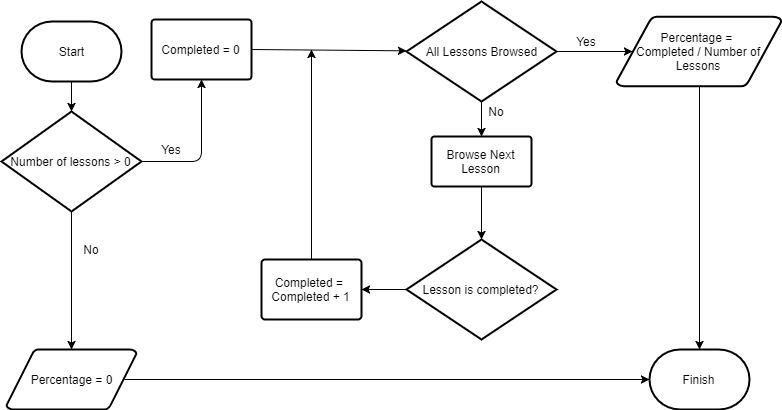 Start
Completed = 0
All Lessons Browsed
Yes
Percentage =
Completed / Number of
Lessons
Number of lessons > 0
Yes
No
Browse Next
Lesson
No
Completed =
Completed + 1
Lesson is completed?
Percentage = 0
Finish